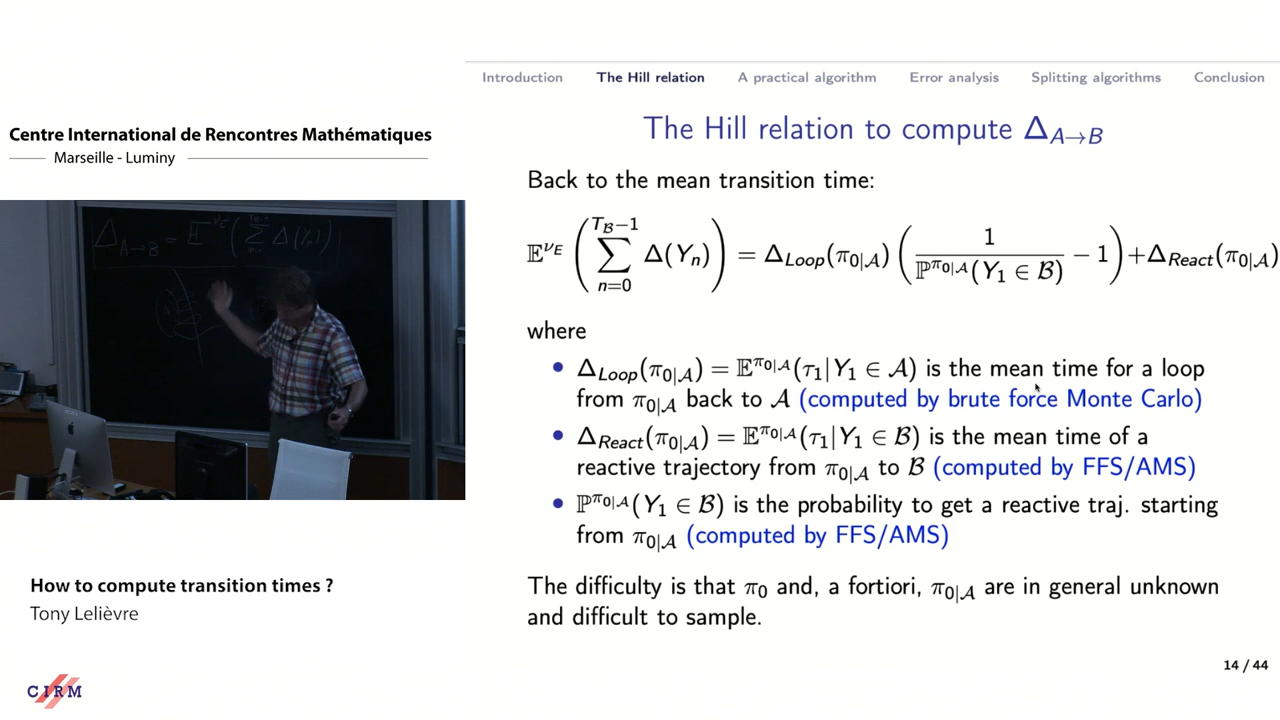 Introduction The Hill relation A practical algorithm Error analysis Splitting algorithms Conclusion
Centre International de Rencontres Mathématiques
Marseille - Luminy
The Hill relation to compute Δ_{A→B}
Back to the mean transition time:
𝔼^{ν_E} ( ∑_{n=0}^{T_𝓑−1} Δ(Y_n) ) = Δ_{Loop}(π_{0|𝓐}) ( 1 / ℙ^{π_{0|𝓐}}(Y_1 ∈ 𝓑) − 1 ) + Δ_{React}(π_{0|𝓐})
where
• Δ_{Loop}(π_{0|𝓐}) = 𝔼^{π_{0|𝓐}}(τ_1|Y_1 ∈ 𝓐) is the mean time for a loop
from π_{0|𝓐} back to 𝓐 (computed by brute force Monte Carlo)
• Δ_{React}(π_{0|𝓐}) = 𝔼^{π_{0|𝓐}}(τ_1|Y_1 ∈ 𝓑) is the mean time of a
reactive trajectory from π_{0|𝓐} to 𝓑 (computed by FFS/AMS)
• ℙ^{π_{0|𝓐}}(Y_1 ∈ 𝓑) is the probability to get a reactive traj. starting
from π_{0|𝓐} (computed by FFS/AMS)
The difficulty is that π_0 and, a fortiori, π_{0|𝓐} are in general unknown
and difficult to sample.
14 / 44
How to compute transition times ?
Tony Lelièvre
CIRM